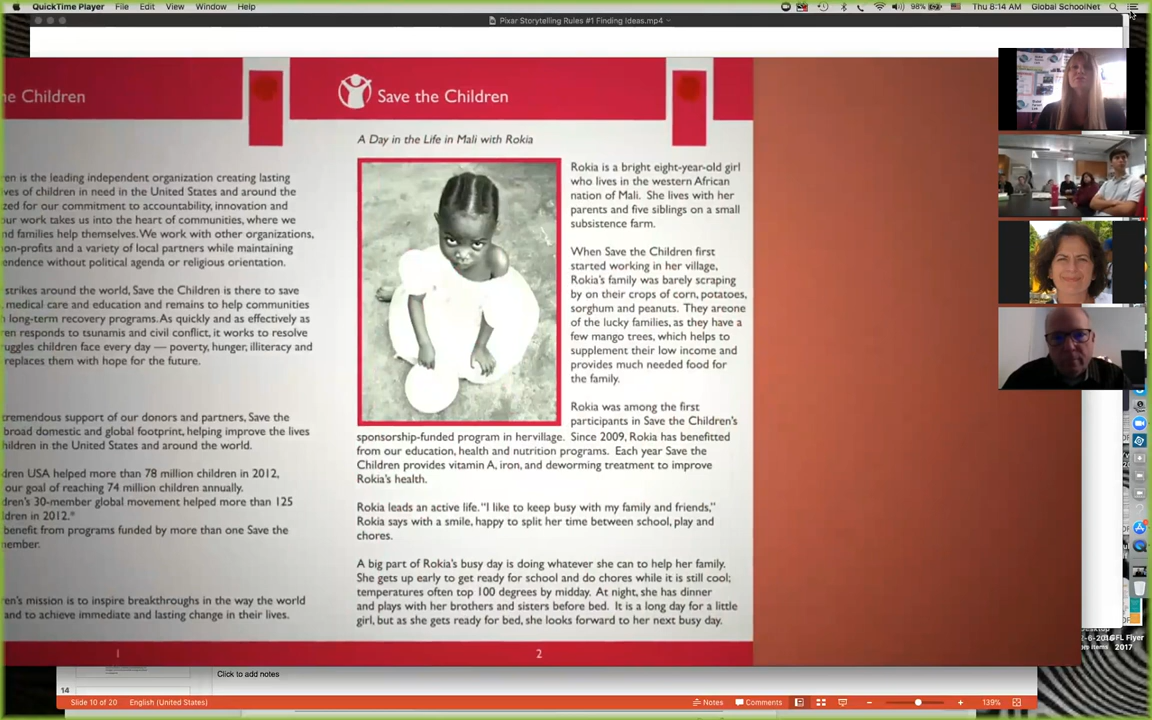 QuickTime Player File Edit View Window Help
98% Thu 8:14 AM Global SchoolNet
Pixar Storytelling Rules #1 Finding Ideas.mp4
e Children
en is the leading independent organization creating lasting
ves of children in need in the United States and around the
zed for our commitment to accountability, innovation and
our work takes us into the heart of communities, where we
nd families help themselves. We work with other organizations,
on-profits and a variety of local partners while maintaining
endence without political agenda or religious orientation.
strikes around the world, Save the Children is there to save
, medical care and education and remains to help communities
h long-term recovery programs. As quickly and as effectively as
ren responds to tsunamis and civil conflict, it works to resolve
uggles children face every day — poverty, hunger, illiteracy and
replaces them with hope for the future.
tremendous support of our donors and partners, Save the
broad domestic and global footprint, helping improve the lives
hildren in the United States and around the world.
dren USA helped more than 78 million children in 2012,
our goal of reaching 74 million children annually.
dren's 30-member global movement helped more than 125
ldren in 2012.*
benefit from programs funded by more than one Save the
member.
en's mission is to inspire breakthroughs in the way the world
and to achieve immediate and lasting change in their lives.
1
Save the Children
A Day in the Life in Mali with Rokia
Rokia is a bright eight-year-old girl
who lives in the western African
nation of Mali. She lives with her
parents and five siblings on a small
subsistence farm.
When Save the Children first
started working in her village,
Rokia's family was barely scraping
by on their crops of corn, potatoes,
sorghum and peanuts. They areone
of the lucky families, as they have a
few mango trees, which helps to
supplement their low income and
provides much needed food for
the family.
Rokia was among the first
participants in Save the Children's
sponsorship-funded program in hervillage. Since 2009, Rokia has benefitted
from our education, health and nutrition programs. Each year Save the
Children provides vitamin A, iron, and deworming treatment to improve
Rokia's health.
Rokia leads an active life. "I like to keep busy with my family and friends,"
Rokia says with a smile, happy to split her time between school, play and
chores.
A big part of Rokia's busy day is doing whatever she can to help her family.
She gets up early to get ready for school and do chores while it is still cool;
temperatures often top 100 degrees by midday. At night, she has dinner
and plays with her brothers and sisters before bed. It is a long day for a little
girl, but as she gets ready for bed, she looks forward to her next busy day.
2
GFL Flyer
2017
14
Click to add notes
Slide 10 of 20 English (United States) Notes Comments 139%